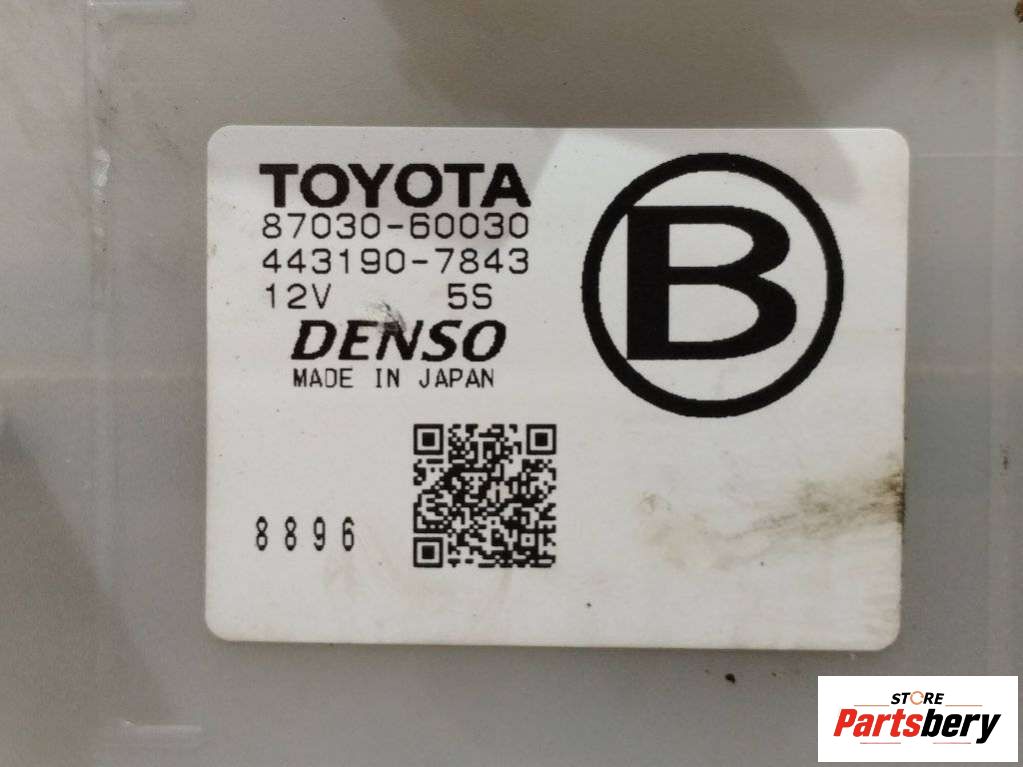 TOYOTA
87030-60030
443190-7843
12V 5S
DENSO
MADE IN JAPAN
B
8896
STORE
Partsbery